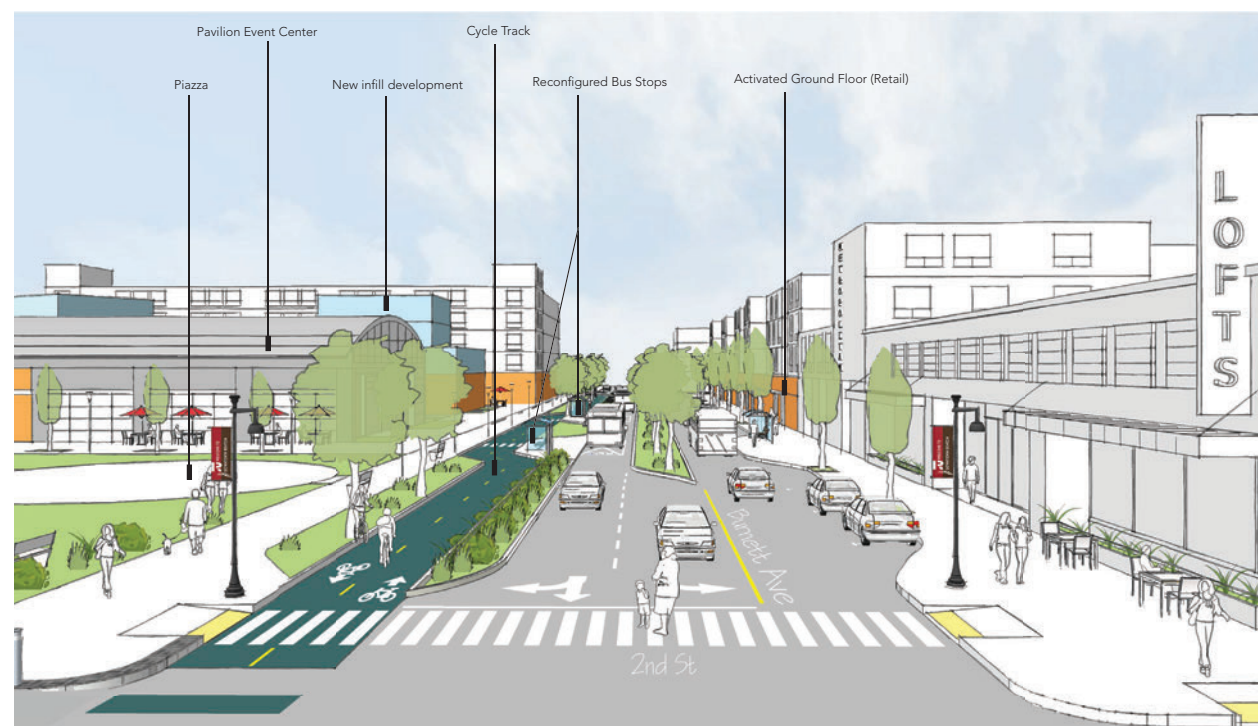 Pavilion Event Center
Cycle Track
Piazza
New infill development
Reconfigured Bus Stops
Activated Ground Floor (Retail)
LOFTS
Burnett Ave
2nd St